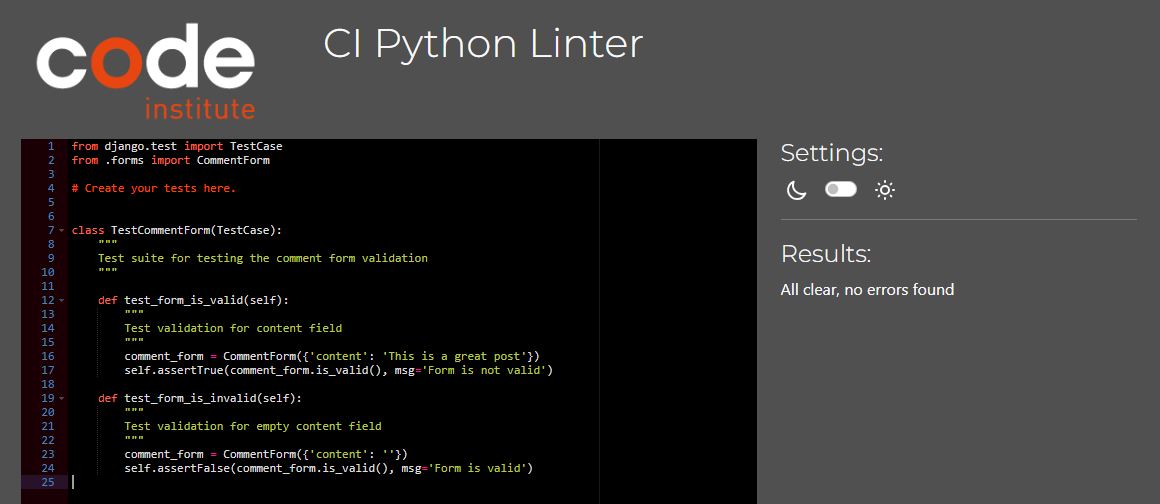 code
institute
CI Python Linter
1 from django.test import TestCase
2 from .forms import CommentForm
3
4 # Create your tests here.
5
6
7 class TestCommentForm(TestCase):
8     """
9     Test suite for testing the comment form validation
10     """
11
12     def test_form_is_valid(self):
13         """
14         Test validation for content field
15         """
16         comment_form = CommentForm({'content': 'This is a great post'})
17         self.assertTrue(comment_form.is_valid(), msg='Form is not valid')
18
19     def test_form_is_invalid(self):
20         """
21         Test validation for empty content field
22         """
23         comment_form = CommentForm({'content': ''})
24         self.assertFalse(comment_form.is_valid(), msg='Form is valid')
25
Settings:
Results:
All clear, no errors found